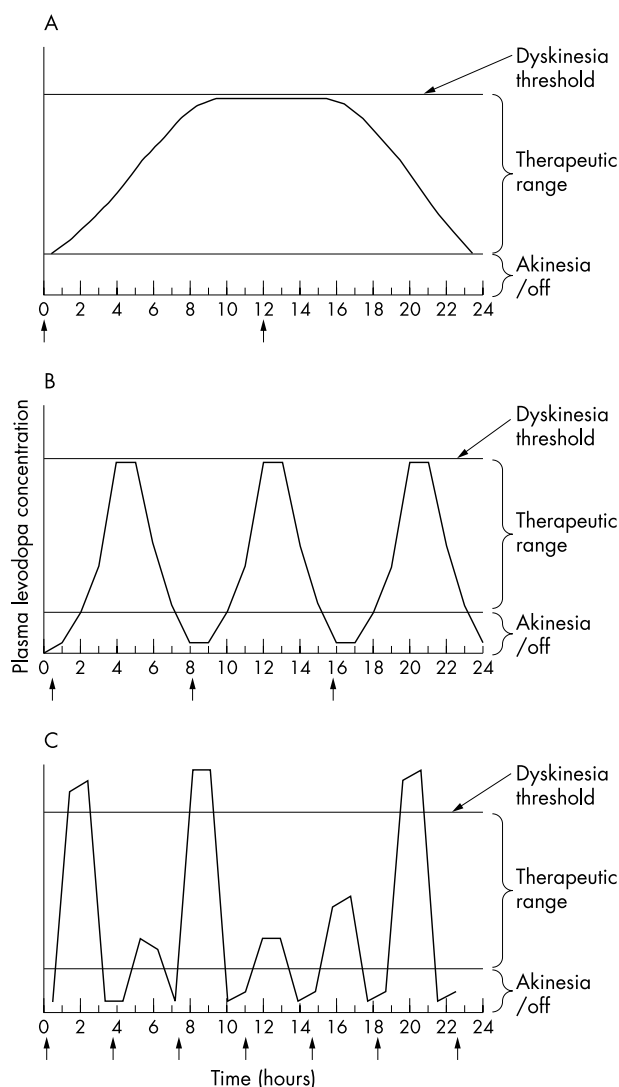 A
Dyskinesia
threshold
Therapeutic
range
Akinesia
/off
0 2 4 6 8 10 12 14 16 18 20 22 24
B
Plasma levodopa concentration
Dyskinesia
threshold
Therapeutic
range
Akinesia
/off
0 2 4 6 8 10 12 14 16 18 20 22 24
C
Dyskinesia
threshold
Therapeutic
range
Akinesia
/off
0 2 4 6 8 10 12 14 16 18 20 22 24
Time (hours)